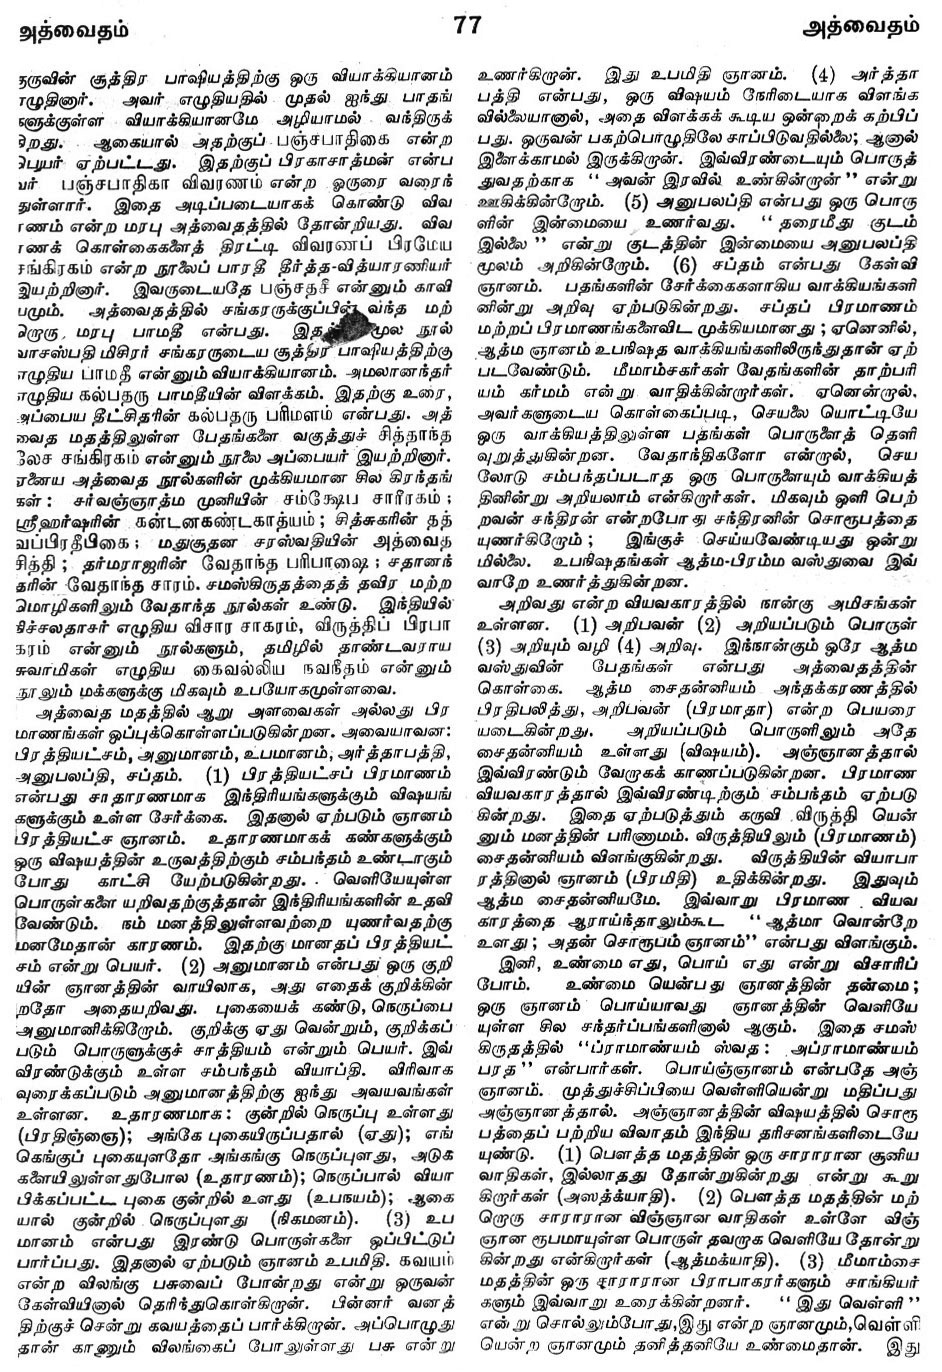 அத்வைதம்
77
அத்வைதம்
சூத்திர பாஷியத்திற்கு ஒரு வியாக்கியானம்
அவர் எழுதியதில் முதல் ஐந்து பாதங்
வியாக்கியானமே அழியாமல் வந்திருக்
ஆகையால் அதற்குப் பஞ்சபாதிகை என்ற
ஏற்பட்டது. இதற்குப் பிரகாசாத்மன் என்ப
பஞ்சபாதிகா விவரணம் என்ற ஒருரை வரைந்
துள்ளார். இதை அடிப்படையாகக் கொண்டு விவ
ரணம் என்ற மரபு அத்வைதத்தில் தோன்றியது. விவ
ரணக் கொள்கைகளைத் திரட்டி விவரணப் பிரமேய
சங்கிரகம் என்ற நூலைப் பாரதீ தீர்த்த-வித்யாரணியர்
இயற்றினார். இவருடையதே பஞ்சதசீ என்னும் காவி
யமும். அத்வைதத்தில் சங்கரருக்குப்பின் வந்த மற்
றொரு மரபு பாமதீ என்பது. மூல நூல்
வாசஸ்பதி மிசிரர் சங்கரருடைய சூத்திர பாஷியத்திற்கு
எழுதிய பாமதீ என்னும் வியாக்கியானம். அமலானந்தர்
எழுதிய கல்பதரு பாமதீயின் விளக்கம். இதற்கு உரை,
அப்பைய தீட்சிதரின் கல்பதரு பரிமளம் என்பது. அத்
வைத மதத்திலுள்ள பேதங்களை வகுத்துச் சித்தாந்த
லேச சங்கிரகம் என்னும் நூலை அப்பையர் இயற்றினார்.
ஏனைய அத்வைத நூல்களின் முக்கியமான சில கிரந்தங்
கள்: சர்வஞ்ஞாத்ம முனியின் சம்க்ஷேப சாரீரகம்;
ஸ்ரீஹர்ஷரின் கன்டனகண்டகாத்யம்; சித்சுகரின் தத்
வப்பிரதீபிகை; மதுசூதன சரஸ்வதியின் அத்வைத
சித்தி; தர்மராஜரின் வேதாந்த பரிபாஷை; சதானந்
தரின் வேதாந்த சாரம். சமஸ்கிருதத்தைத் தவிர மற்ற
மொழிகளிலும் வேதாந்த நூல்கள் உண்டு. இந்தியில்
நிச்சலதாசர் எழுதிய விசார சாகரம், விருத்திப் பிரபா
கரம் என்னும் நூல்களும், தமிழில் தாண்டவராய
சுவாமிகள் எழுதிய கைவல்லிய நவநீதம் என்னும்
நூலும் மக்களுக்கு மிகவும் உபயோகமுள்ளவை.
அத்வைத மதத்தில் ஆறு அளவைகள் அல்லது பிர
மாணங்கள் ஒப்புக்கொள்ளப்படுகின்றன. அவையாவன:
பிரத்தியட்சம், அனுமானம், உபமானம், அர்த்தாபத்தி,
அனுபலப்தி, சப்தம். (1) பிரத்தியட்சப் பிரமாணம்
என்பது சாதாரணமாக இந்திரியங்களுக்கும் விஷயங்
களுக்கும் உள்ள சேர்க்கை. இதனால் ஏற்படும் ஞானம்
பிரத்தியட்ச ஞானம். உதாரணமாகக் கண்களுக்கும்
ஒரு விஷயத்தின் உருவத்திற்கும் சம்பந்தம் உண்டாகும்
போது காட்சி யேற்படுகின்றது. வெளியேயுள்ள
பொருள்களை யறிவதற்குத்தான் இந்திரியங்களின் உதவி
வேண்டும். நம் மனத்திலுள்ளவற்றை யுணர்வதற்கு
மனமேதான் காரணம். இதற்கு மானதப் பிரத்தியட்
சம் என்று பெயர். (2) அனுமானம் என்பது ஒரு குறி
யின் ஞானத்தின் வாயிலாக, அது எதைக் குறிக்கின்
றதோ அதையறிவது. புகையைக் கண்டு, நெருப்பை
அனுமானிக்கிறோம். குறிக்கு ஏது வென்றும், குறிக்கப்
படும் பொருளுக்குச் சாத்தியம் என்றும் பெயர். இவ்
விரண்டுக்கும் உள்ள சம்பந்தம் வியாப்தி. விரிவாக
வுரைக்கப்படும் அனுமானத்திற்கு ஐந்து அவயவங்கள்
உள்ளன. உதாரணமாக: குன்றில் நெருப்பு உள்ளது
(பிரதிஞ்ஞை); அங்கே புகையிருப்பதால் (ஏது); எங்
கெங்குப் புகையுளதோ அங்கங்கு நெருப்புளது, அடுக்
களையிலுள்ளதுபோல (உதாரணம்); நெருப்பால் வியா
பிக்கப்பட்ட புகை குன்றில் உளது (உபநயம்); ஆகை
யால் குன்றில் நெருப்புளது (நிகமனம்). (3) உப
மானம் என்பது இரண்டு பொருள்களை ஒப்பிட்டுப்
பார்ப்பது. இதனால் ஏற்படும் ஞானம் உபமிதி. கவயம்
என்ற விலங்கு பசுவைப் போன்றது என்று ஒருவன்
கேள்வியினால் தெரிந்துகொள்கிறான். பின்னர் வனத்
திற்குச் சென்று கவயத்தைப் பார்க்கிறான். அப்பொழுது
தான் காணும் விலங்கைப் போலுள்ளது பசு என்று
உணர்கிறான். இது உபமிதி ஞானம். (4) அர்த்தா
பத்தி என்பது, ஒரு விஷயம் நேரிடையாக விளங்க
வில்லையானால், அதை விளக்கக் கூடிய ஒன்றைக் கற்பிப்
பது. ஒருவன் பகற்பொழுதிலே சாப்பிடுவதில்லை; ஆனால்
இளைக்காமல் இருக்கிறான். இவ்விரண்டையும் பொருத்
துவதற்காக “அவன் இரவில் உண்கின்றான்” என்று
ஊகிக்கின்றோம். (5) அனுபலப்தி என்பது ஒரு பொரு
ளின் இன்மையை உணர்வது. “தரைமீது குடம்
இல்லை” என்று குடத்தின் இன்மையை அனுபலப்தி
மூலம் அறிகின்றோம். (6) சப்தம் என்பது கேள்வி
ஞானம். பதங்களின் சேர்க்கைகளாகிய வாக்கியங்களி
னின்று அறிவு ஏற்படுகின்றது. சப்தப் பிரமாணம்
மற்றப் பிரமாணங்களைவிட முக்கியமானது; ஏனெனில்,
ஆத்ம ஞானம் உபநிஷத வாக்கியங்களிலிருந்துதான் ஏற்
படவேண்டும். மீமாம்சகர்கள் வேதங்களின் தாற்பரி
யம் கர்மம் என்று வாதிக்கின்றார்கள். ஏனென்றால்,
அவர்களுடைய கொள்கைப்படி, செயலை யொட்டியே
ஒரு வாக்கியத்திலுள்ள பதங்கள் பொருளைத் தெளி
வுறுத்துகின்றன. வேதாந்திகளோ என்றால், செய
லோடு சம்பந்தப்படாத ஒரு பொருளையும் வாக்கியத்
தினின்று அறியலாம் என்கிறார்கள். மிகவும் ஒளி பெற்
றவன் சந்திரன் என்றபோது சந்திரனின் சொரூபத்தை
யுணர்கிறோம்; இங்குச் செய்யவேண்டியது ஒன்று
மில்லை. உபநிஷதங்கள் ஆத்ம-பிரம்ம வஸ்துவை இவ்
வாறே உணர்த்துகின்றன.
அறிவது என்ற வியவகாரத்தில் நான்கு அமிசங்கள்
உள்ளன. (1) அறிபவன் (2) அறியப்படும் பொருள்
(3) அறியும் வழி (4) அறிவு. இந்நான்கும் ஒரே ஆத்ம
வஸ்துவின் பேதங்கள் என்பது அத்வைதத்தின்
கொள்கை. ஆத்ம சைதன்னியம் அந்தக்கரணத்தில்
பிரதிபலித்து, அறிபவன் (பிரமாதா) என்ற பெயரை
யடைகிறான். அறியப்படும் பொருளிலும் அதே
சைதன்னியம் உள்ளது (விஷயம்). அஞ்ஞானத்தால்
இவ்விரண்டும் வேறாகக் காணப்படுகின்றன. பிரமாண
வியவகாரத்தால் இவ்விரண்டிற்கும் சம்பந்தம் ஏற்படு
கின்றது. இதை ஏற்படுத்தும் கருவி விருத்தி யென்
னும் மனத்தின் பரிணாமம். விருத்தியிலும் (பிரமாணம்)
சைதன்னியம் விளங்குகின்றது. விருத்தியின் வியாபா
ரத்தினால் ஞானம் (பிரமிதி) உதிக்கின்றது. இதுவும்
ஆத்ம சைதன்னியமே. இவ்வாறு பிரமாண வியவ
காரத்தை ஆராய்ந்தாலும்கூட “ஆத்மா வொன்றே
உளது; அதன் சொரூபம் ஞானம்” என்பது விளங்கும்.
இனி, உண்மை எது, பொய் எது என்று விசாரிப்
போம். உண்மை யென்பது ஞானத்தின் தன்மை;
ஒரு ஞானம் பொய்யாவது ஞானத்தின் வெளியே
யுள்ள சில சந்தர்ப்பங்களினால் ஆகும். இதை சமஸ்
கிருதத்தில் “ப்ராமாண்யம் ஸ்வத: அப்ராமாண்யம்
பரத” என்பார்கள். பொய்ஞ்ஞானம் என்பதே அஞ்
ஞானம். முத்துச்சிப்பியை வெள்ளியென்று மதிப்பது
அஞ்ஞானத்தால். அஞ்ஞானத்தின் விஷயத்தில் சொரூ
பத்தைப் பற்றிய விவாதம் இந்திய தரிசனங்களிடையே
யுண்டு. (1) பௌத்த மதத்தின் ஒரு சாராரான சூனிய
வாதிகள், இல்லாதது தோன்றுகின்றது என்று கூறு
கிறார்கள் (அஸத்க்யாதி). (2) பௌத்த மதத்தின் மற்
றொரு சாராரான விஞ்ஞான வாதிகள் உள்ளே விஞ்
ஞான ரூபமாயுள்ள பொருள் தவறாக வெளியே தோன்று
கின்றது என்கிறார்கள் (ஆத்மக்யாதி). (3) மீமாம்சை
மதத்தின் ஒரு சாராரான பிராபாகரர்களும் சாங்கியர்
களும் இவ்வாறு உரைக்கின்றனர். “இது வெள்ளி”
என்று சொல்லும்போது, இது என்ற ஞானமும், வெள்ளி
யென்ற ஞானமும் தனித்தனியே உண்மைதான். இது